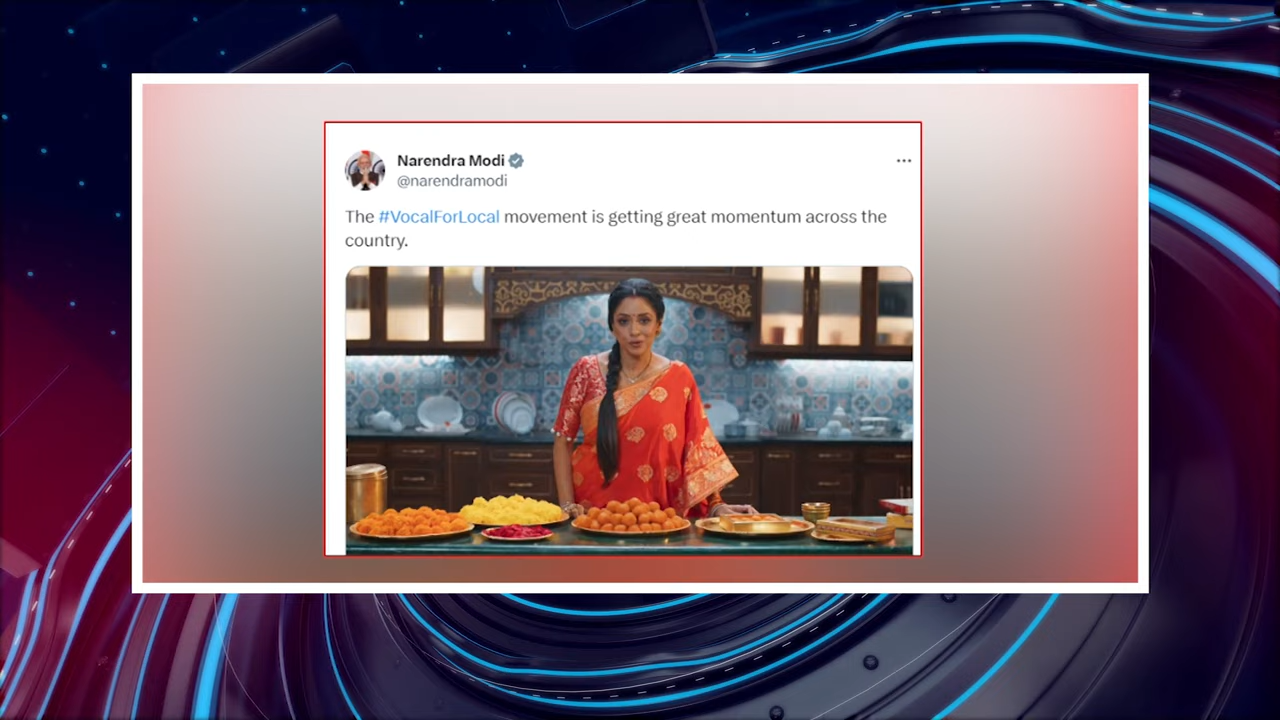 Narendra Modi
@narendramodi
The #VocalForLocal movement is getting great momentum across the
country.